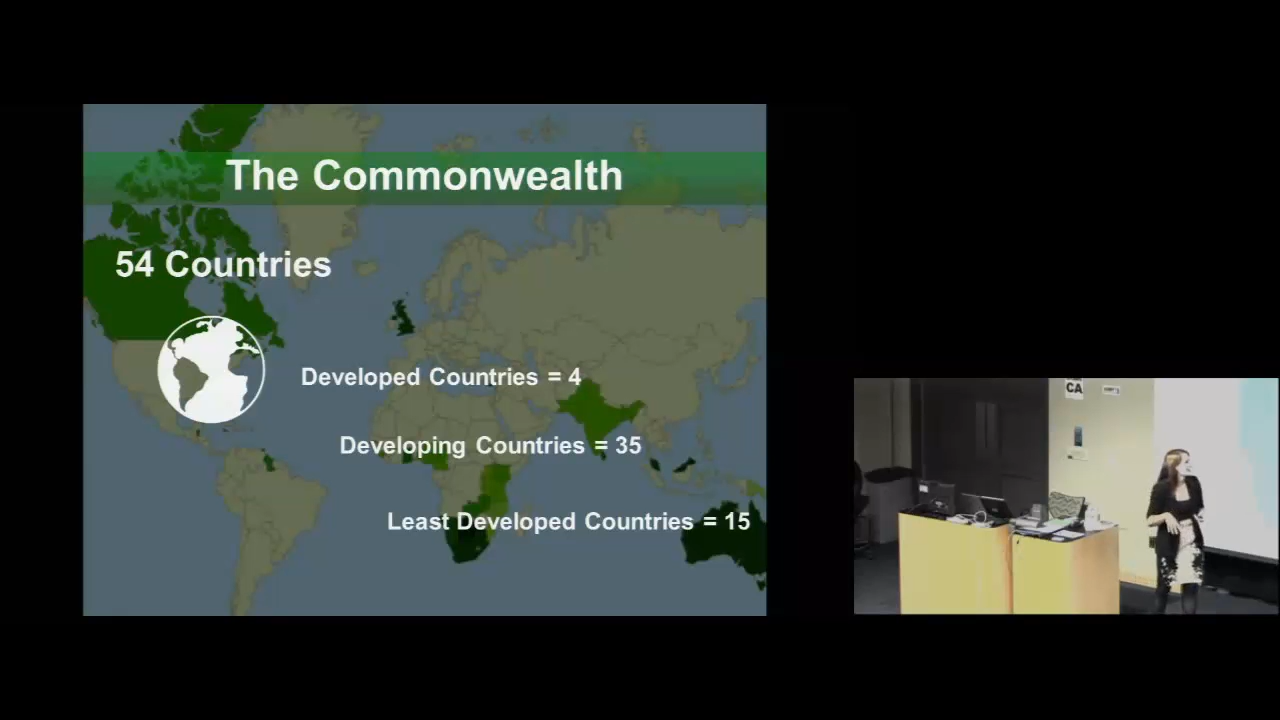 The Commonwealth
54 Countries
Developed Countries = 4
Developing Countries = 35
Least Developed Countries = 15
CA